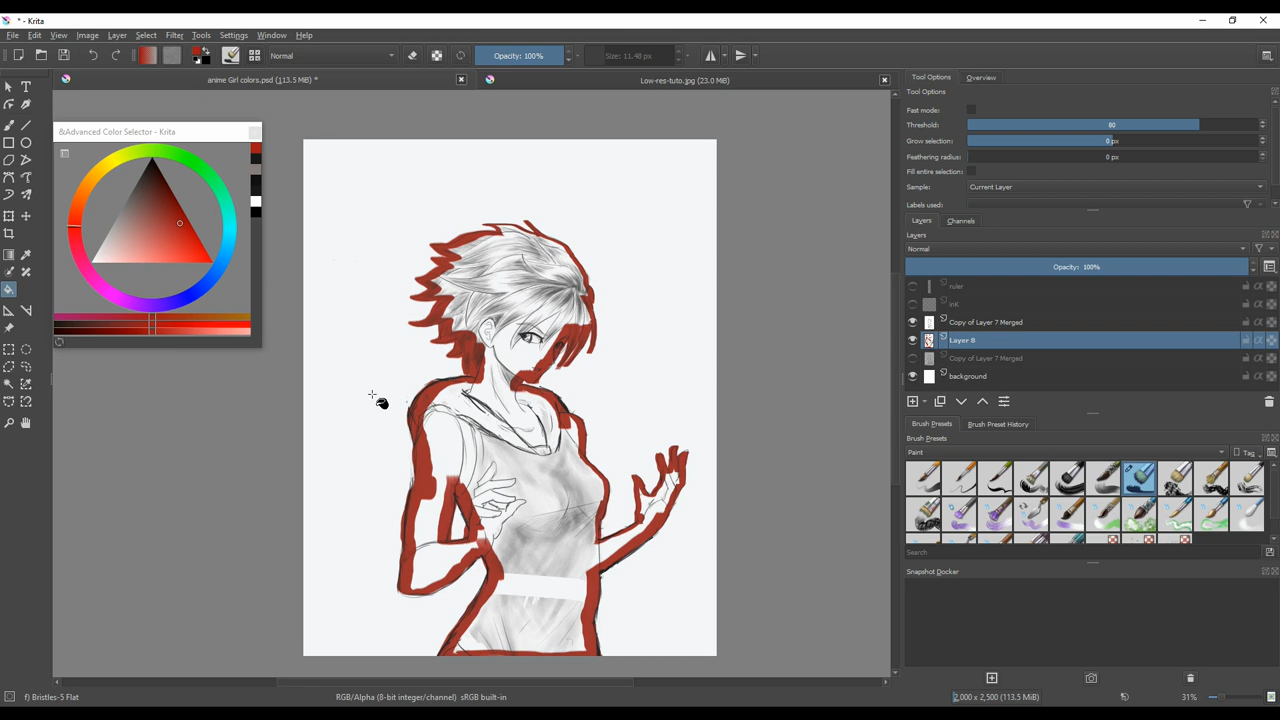 * - Krita
File Edit View Image Layer Select Filter Tools Settings Window Help
Normal Opacity: 100% Size: 11.48 px
anime Girl colors.psd (113.5 MiB) *
Low-res-tuto.jpg (23.0 MiB)
&Advanced Color Selector - Krita
Tool Options Overview
Tool Options
Fast mode:
Threshold: 80
Grow selection: 0 px
Feathering radius: 0 px
Fill entire selection:
Sample: Current Layer
Labels used:
Layers Channels
Layers
Normal
Opacity: 100%
ruler
inK
Copy of Layer 7 Merged
Layer 8
Copy of Layer 7 Merged
background
Brush Presets Brush Preset History
Brush Presets
Paint Tag
Search
Snapshot Docker
f) Bristles-5 Flat
RGB/Alpha (8-bit integer/channel) sRGB built-in
2,000 x 2,500 (113.5 MiB)
31%